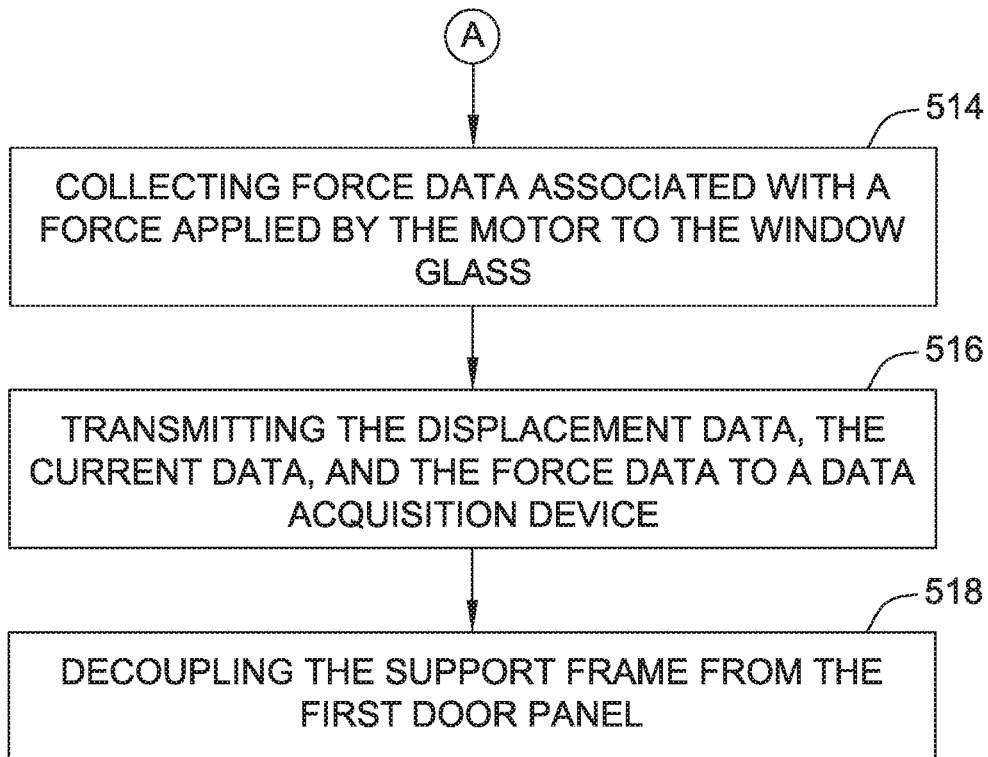 A
514
COLLECTING FORCE DATA ASSOCIATED WITH A
FORCE APPLIED BY THE MOTOR TO THE WINDOW
GLASS
516
TRANSMITTING THE DISPLACEMENT DATA, THE
CURRENT DATA, AND THE FORCE DATA TO A DATA
ACQUISITION DEVICE
518
DECOUPLING THE SUPPORT FRAME FROM THE
FIRST DOOR PANEL